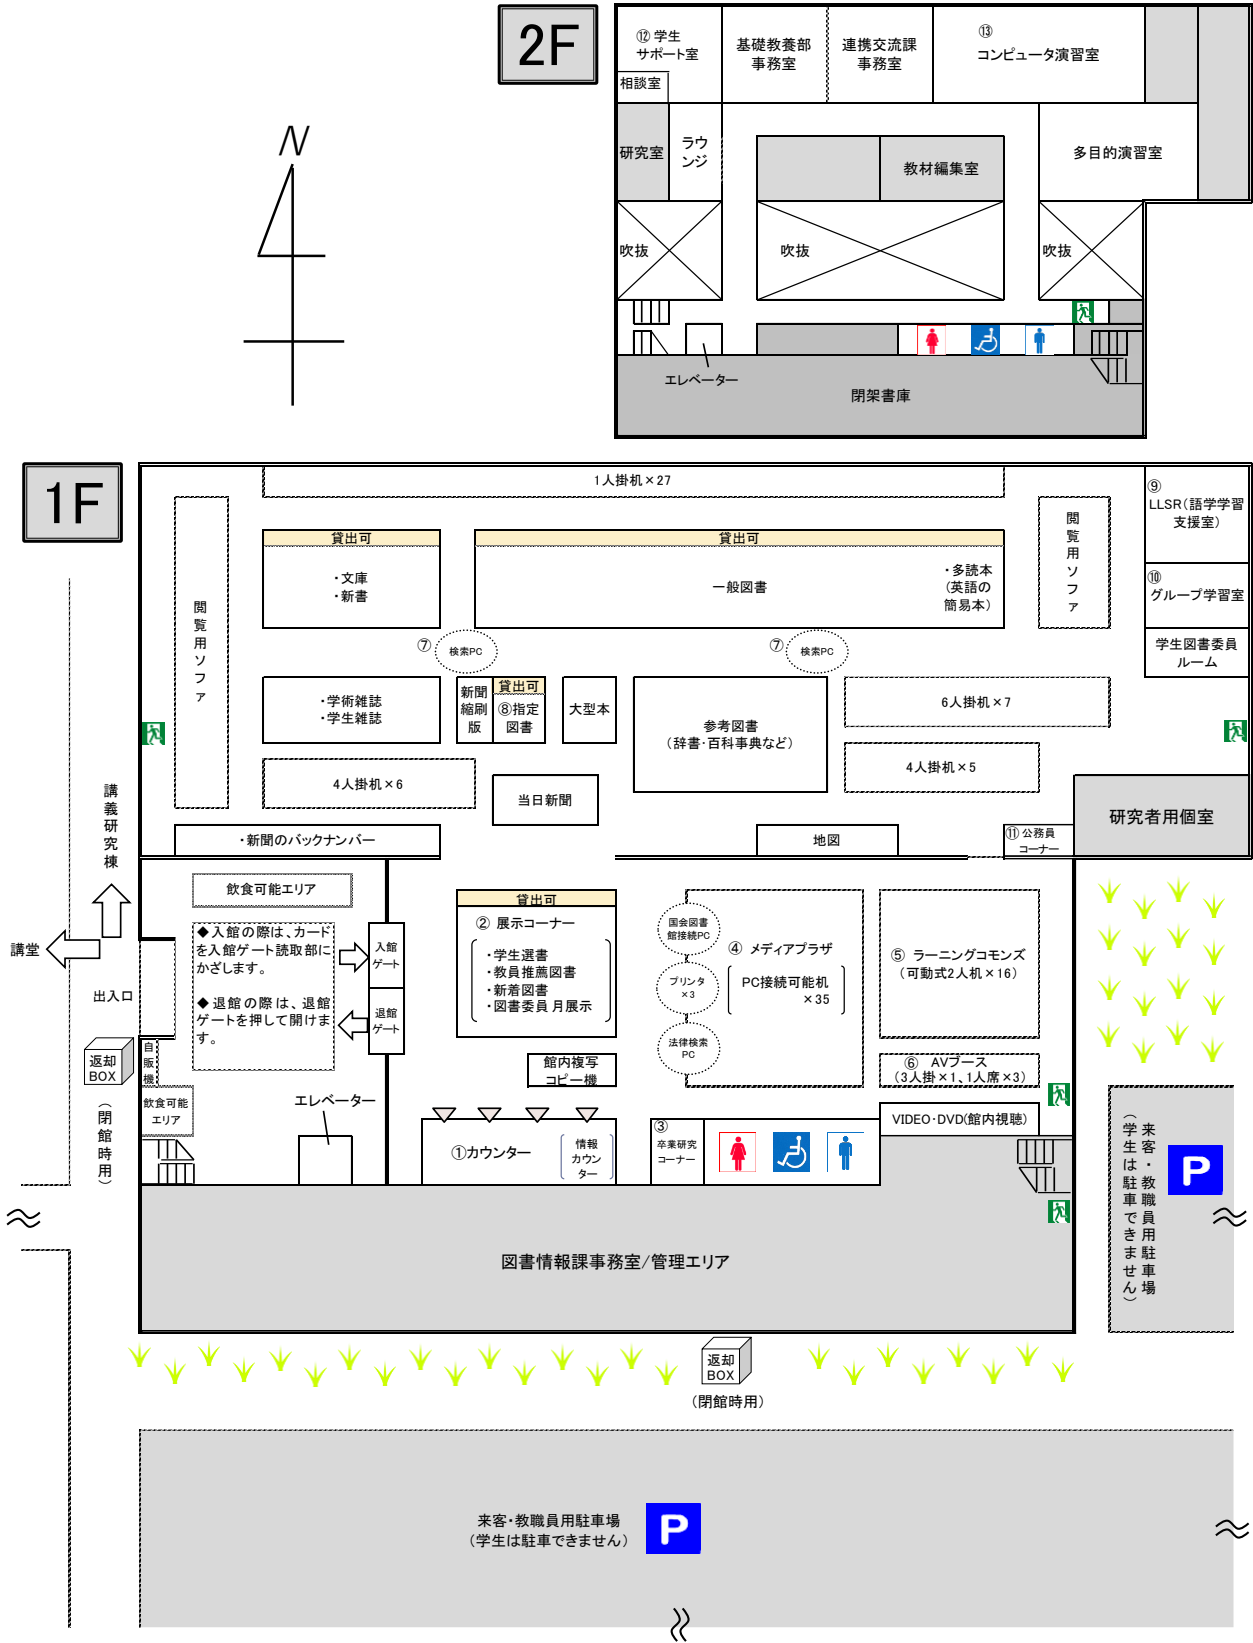 2F
⑫ 学生
サポート室
相談室
基礎教養部
事務室
連携交流課
事務室
⑬
コンピュータ演習室
研究室
ラウ
ンジ
教材編集室
多目的演習室
吹抜
吹抜
吹抜
エレベーター
閉架書庫
N
1F
1人掛机×27
閲覧用ソファ
貸出可
・文庫
・新書
貸出可
一般図書
・多読本
(英語の
簡易本)
閲覧用ソファ
⑨
LLSR(語学学習
支援室)
⑩
グループ学習室
学生図書委員
ルーム
⑦
検索PC
⑦
検索PC
・学術雑誌
・学生雑誌
新聞
縮刷
版
貸出可
⑧指定
図書
大型本
参考図書
(辞書・百科事典など)
6人掛机×7
4人掛机×6
当日新聞
4人掛机×5
研究者用個室
・新聞のバックナンバー
地図
⑪公務員
コーナー
講義研究棟
講堂
出入口
飲食可能エリア
◆入館の際は、カード
を入館ゲート読取部に
かざします。
◆退館の際は、退館
ゲートを押して開けま
す。
入館
ゲート
退館
ゲート
貸出可
② 展示コーナー
・学生選書
・教員推薦図書
・新着図書
・図書委員 月展示
国会図書
館接続PC
プリンタ
×3
法律検索
PC
④ メディアプラザ
PC接続可能机
×35
⑤ ラーニングコモンズ
(可動式2人机×16)
返却
BOX
(閉館時用)
自販機
飲食可能
エリア
エレベーター
館内複写
コピー機
⑥ AVブース
(3人掛×1、1人席×3)
VIDEO・DVD(館内視聴)
①カウンター
情報
カウン
ター
③
卒業研究
コーナー
来客・教職員用駐車場
(学生は駐車できません)
P
図書情報課事務室/管理エリア
返却
BOX
(閉館時用)
来客・教職員用駐車場
(学生は駐車できません)
P